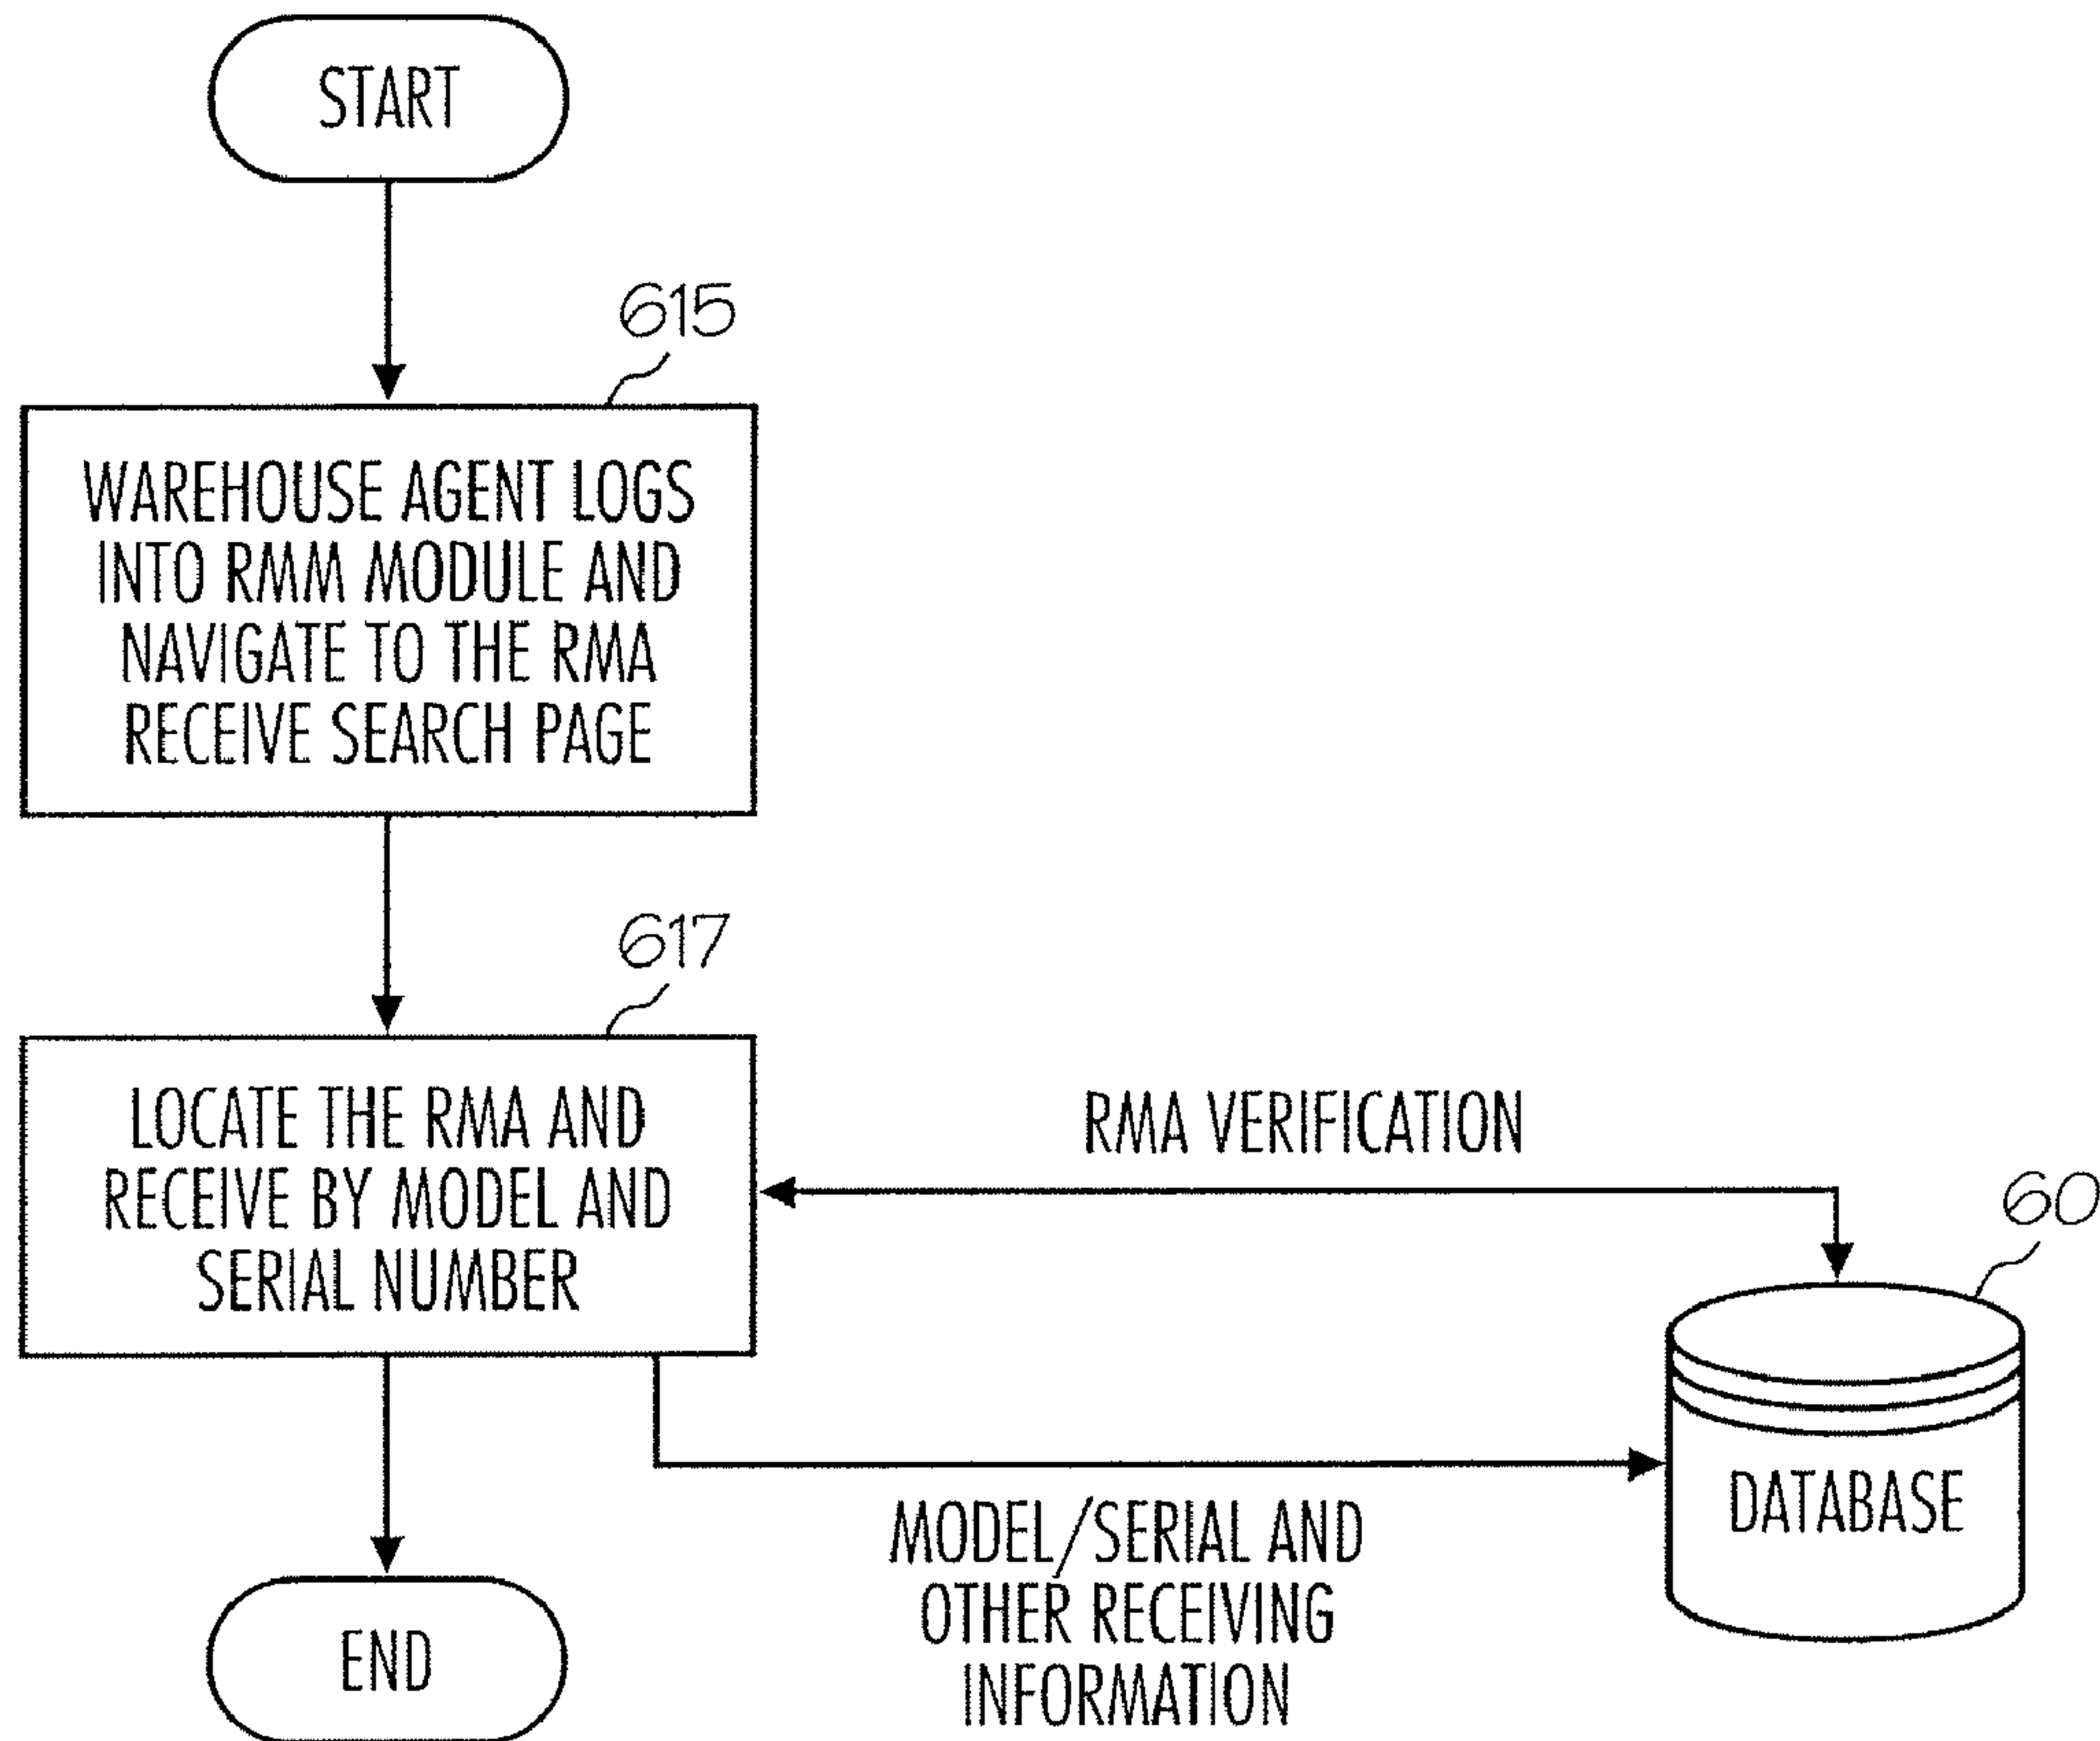 START
615
WAREHOUSE AGENT LOGS
INTO RMM MODULE AND
NAVIGATE TO THE RMA
RECEIVE SEARCH PAGE
617
LOCATE THE RMA AND
RECEIVE BY MODEL AND
SERIAL NUMBER
RMA VERIFICATION
60
DATABASE
MODEL/SERIAL AND
OTHER RECEIVING
INFORMATION
END